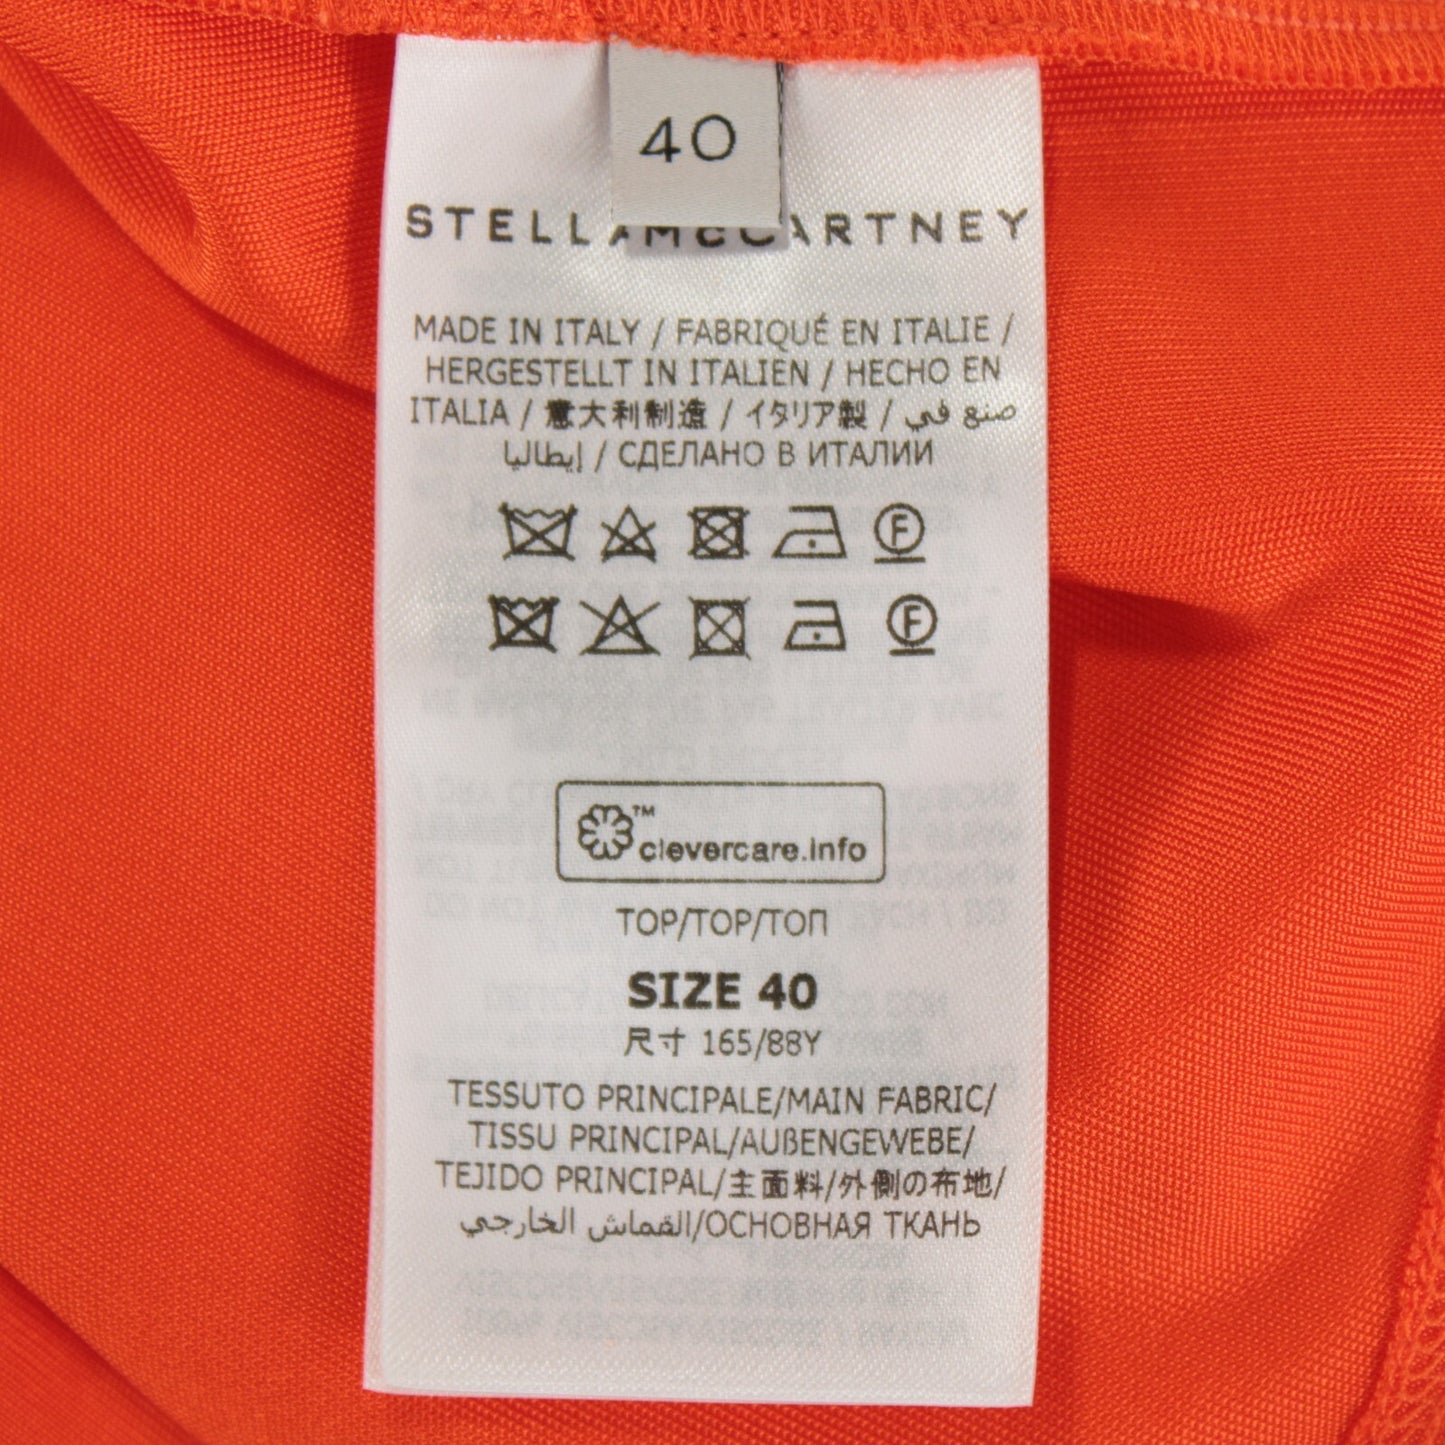 40
STELLA McCARTNEY
MADE IN ITALY / FABRIQUÉ EN ITALIE /
HERGESTELLT IN ITALIEN / HECHO EN
ITALIA / 意大利制造 / イタリア製 / صنع في
إيطاليا / СДЕЛАНО В ИТАЛИИ
F
F
™
clevercare.info
TOP/TOP/ТОП
SIZE 40
尺寸 165/88Y
TESSUTO PRINCIPALE/MAIN FABRIC/
TISSU PRINCIPAL/AUßENGEWEBE/
TEJIDO PRINCIPAL/主面料/外側の布地/
القماش الخارجي/ОСНОВНАЯ ТКАНЬ